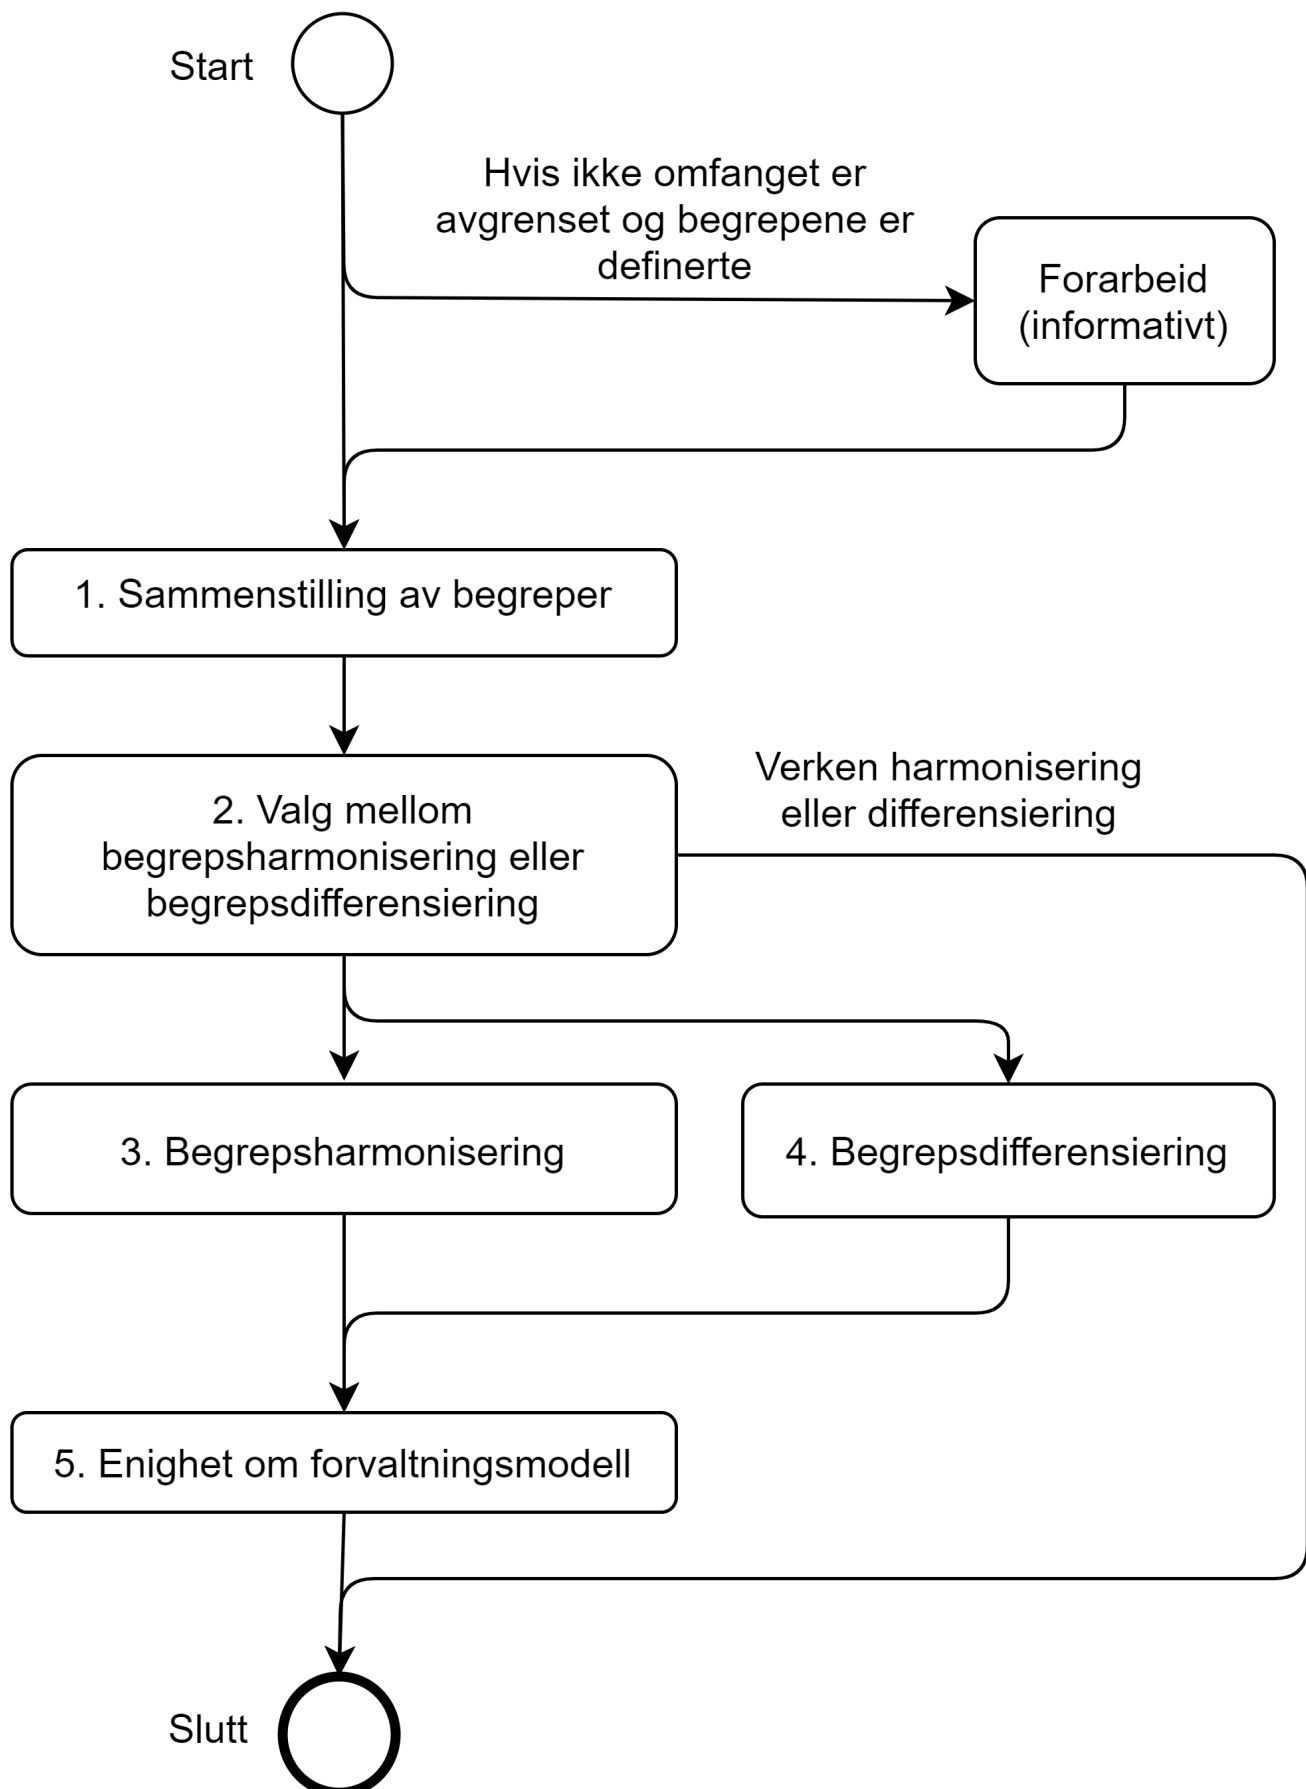 Start
Hvis ikke omfanget er
avgrenset og begrepene er
definerte
Forarbeid
(informativt)
1. Sammenstilling av begreper
2. Valg mellom
begrepsharmonisering eller
begrepsdifferensiering
Verken harmonisering
eller differensiering
3. Begrepsharmonisering
4. Begrepsdifferensiering
5. Enighet om forvaltningsmodell
Slutt